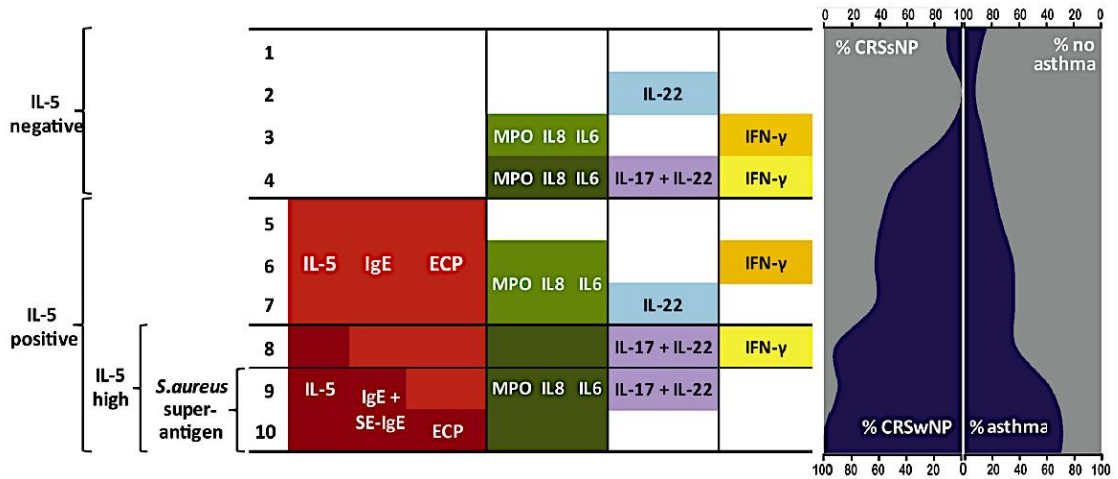 0 20 40 60 80 100 100 80 60 40 20 0
% CRSsNP
% no
asthma
IL-5
negative
1
2
IL-22
3
MPO IL8 IL6
IFN-γ
4
MPO IL8 IL6
IL-17 + IL-22
IFN-γ
IL-5
positive
5
6
IL-5 IgE ECP
MPO IL8 IL6
IFN-γ
7
IL-22
IL-5
high
8
IL-17 + IL-22
IFN-γ
S.aureus
super-
antigen
9
IL-5
IgE +
SE-IgE
MPO IL8 IL6
IL-17 + IL-22
10
ECP
% CRSwNP
% asthma
100 80 60 40 20 0 20 40 60 80 100